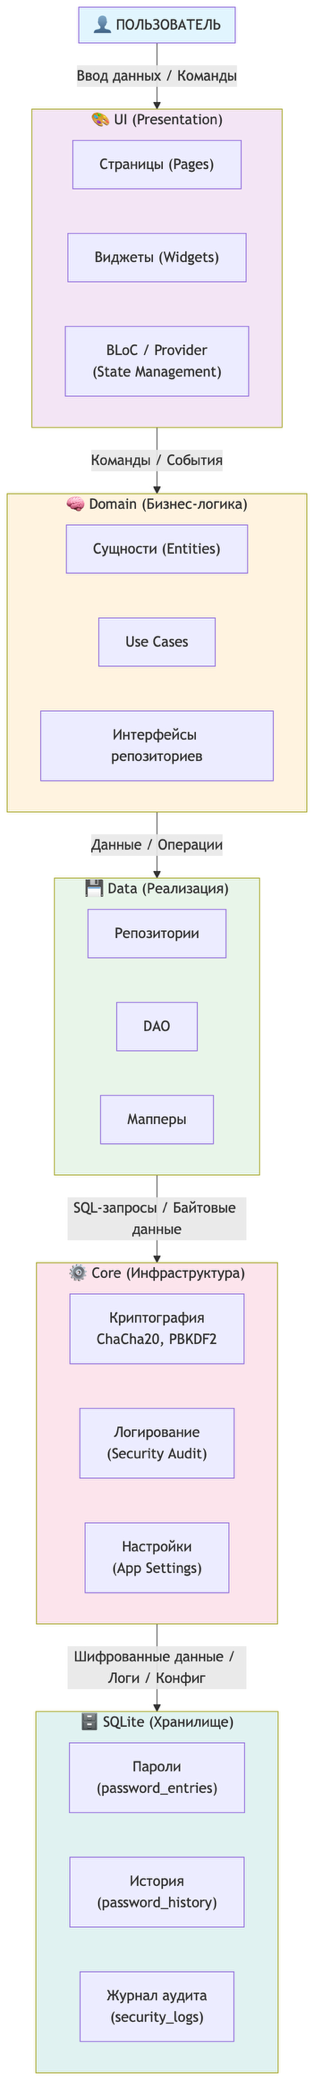 👤 ПОЛЬЗОВАТЕЛЬ
Ввод данных / Команды
🎨 UI (Presentation)
Страницы (Pages)
Виджеты (Widgets)
BLoC / Provider
(State Management)
Команды / События
🧠 Domain (Бизнес-логика)
Сущности (Entities)
Use Cases
Интерфейсы
репозиториев
Данные / Операции
💾 Data (Реализация)
Репозитории
DAO
Мапперы
SQL-запросы / Байтовые
данные
⚙️ Core (Инфраструктура)
Криптография
ChaCha20, PBKDF2
Логирование
(Security Audit)
Настройки
(App Settings)
Шифрованные данные /
Логи / Конфиг
🗄️ SQLite (Хранилище)
Пароли
(password_entries)
История
(password_history)
Журнал аудита
(security_logs)